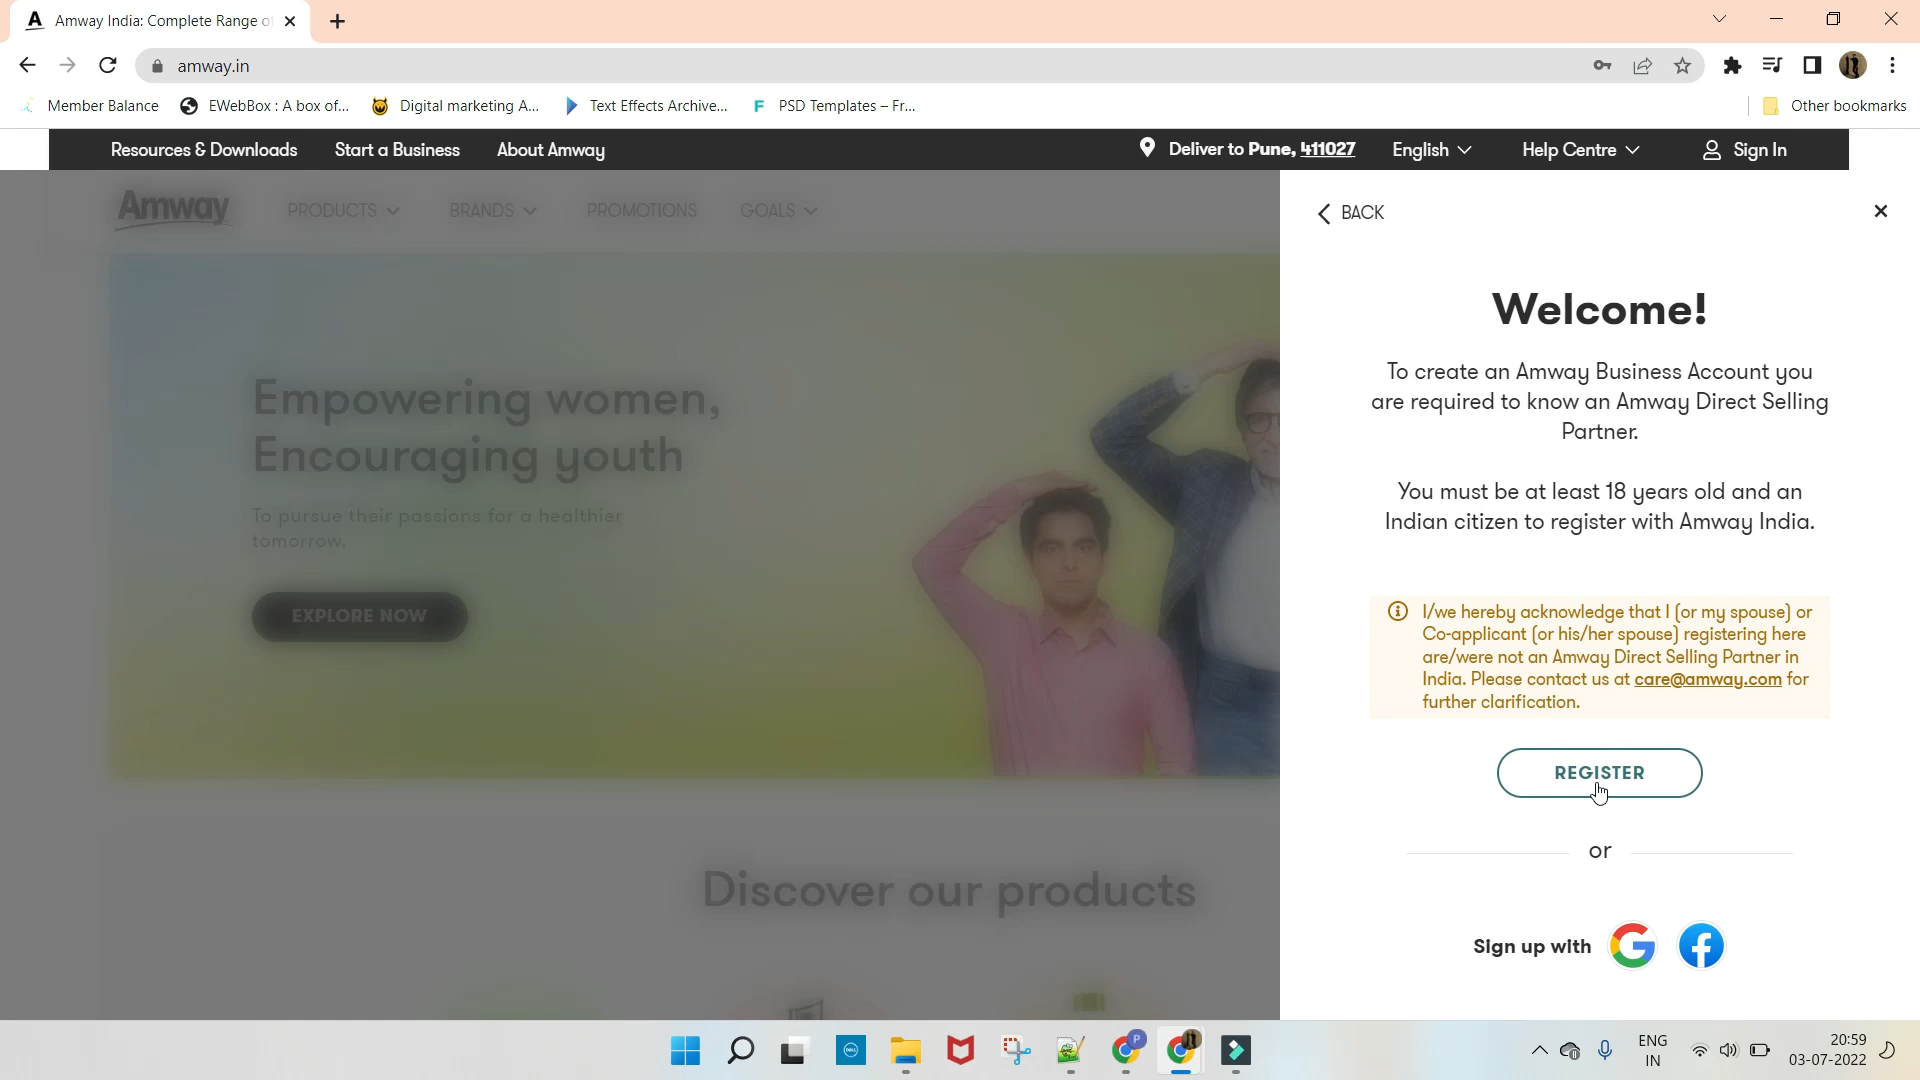 Amway India: Complete Range of
amway.in
Member Balance
EWebBox : A box of...
Digital marketing A...
Text Effects Archive...
PSD Templates – Fr...
Other bookmarks
Resources & Downloads
Start a Business
About Amway
Deliver to Pune, 411027
English
Help Centre
Sign In
Amway
PRODUCTS
BRANDS
PROMOTIONS
GOALS
Empowering women,
Encouraging youth
To pursue their passions for a healthier
tomorrow.
EXPLORE NOW
Discover our products
BACK
Welcome!
To create an Amway Business Account you
are required to know an Amway Direct Selling
Partner.
You must be at least 18 years old and an
Indian citizen to register with Amway India.
I/we hereby acknowledge that I (or my spouse) or
Co-applicant (or his/her spouse) registering here
are/were not an Amway Direct Selling Partner in
India. Please contact us at care@amway.com for
further clarification.
REGISTER
or
Sign up with
ENG
IN
20:59
03-07-2022